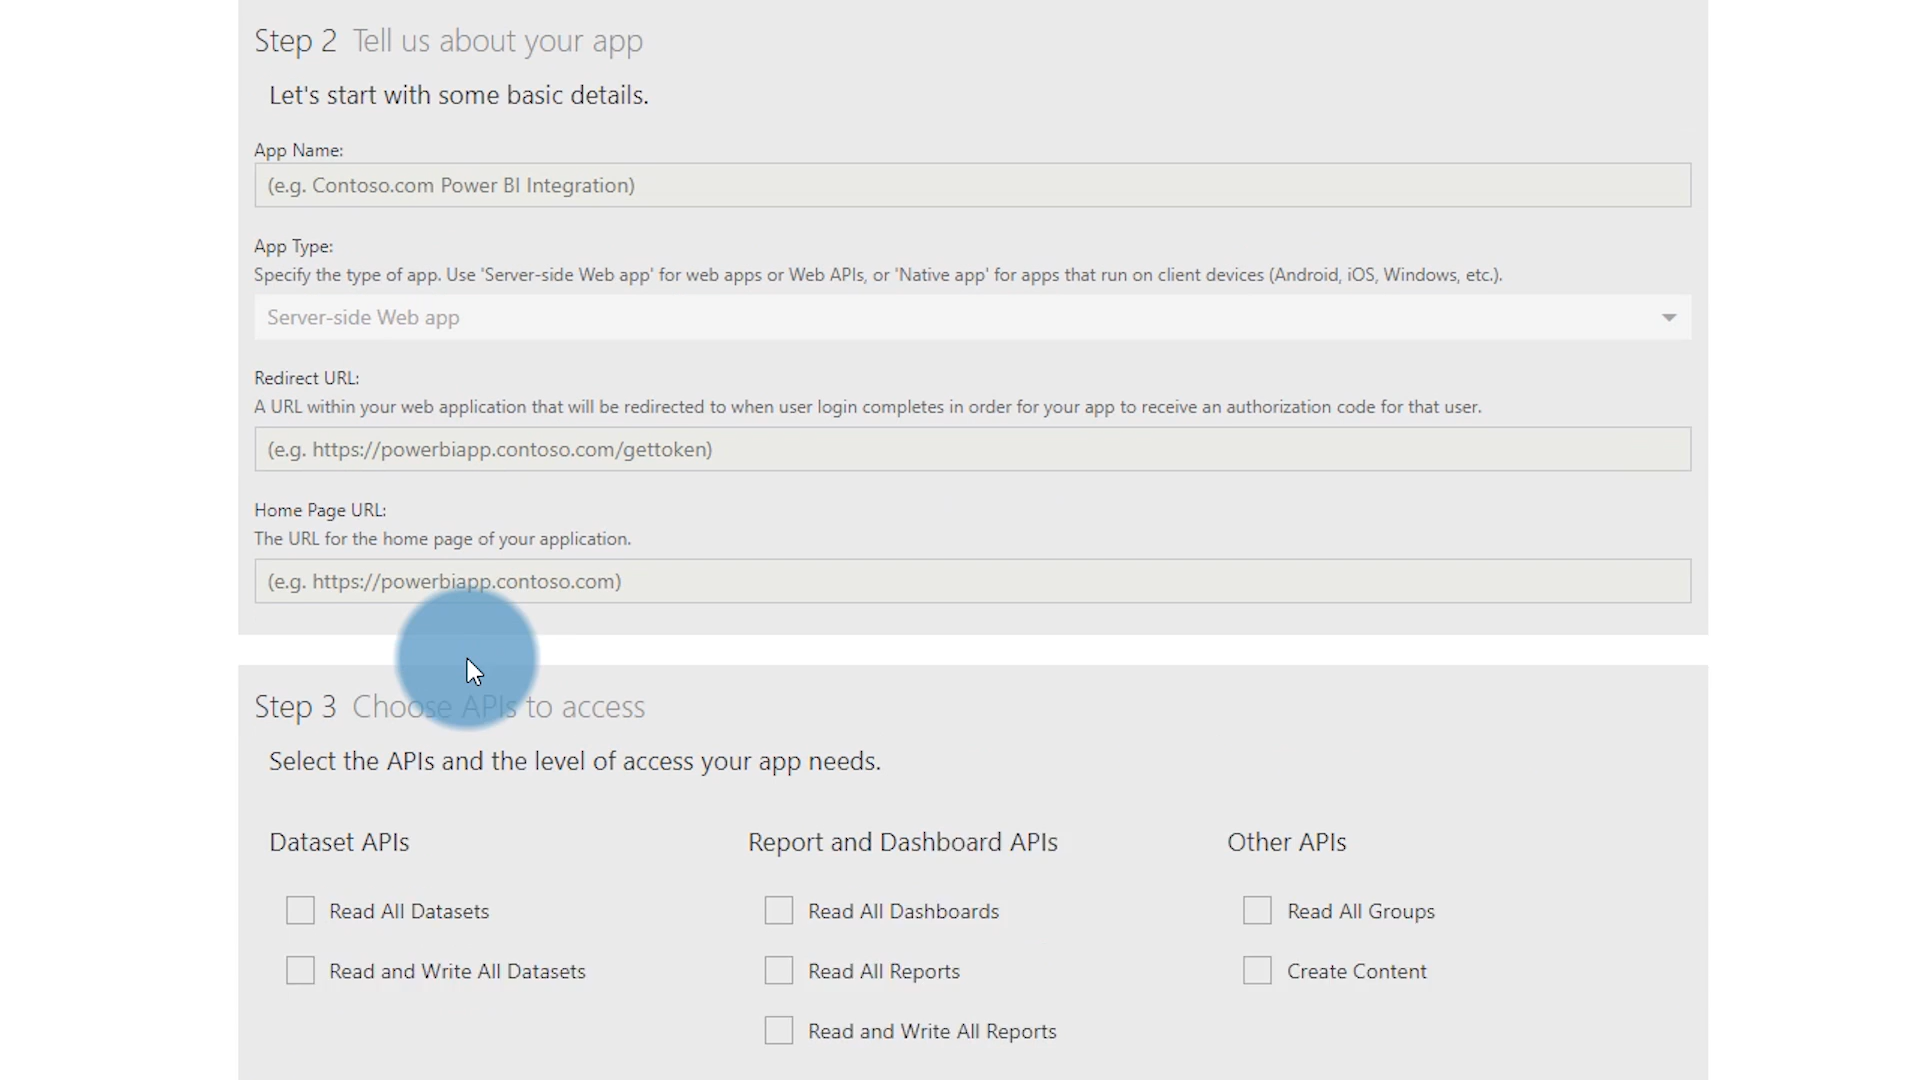 Step 2 Tell us about your app
Let's start with some basic details.
App Name:
(e.g. Contoso.com Power BI Integration)
App Type:
Specify the type of app. Use 'Server-side Web app' for web apps or Web APIs, or 'Native app' for apps that run on client devices (Android, iOS, Windows, etc.).
Server-side Web app
Redirect URL:
A URL within your web application that will be redirected to when user login completes in order for your app to receive an authorization code for that user.
(e.g. https://powerbiapp.contoso.com/gettoken)
Home Page URL:
The URL for the home page of your application.
(e.g. https://powerbiapp.contoso.com)
Step 3 Choose APIs to access
Select the APIs and the level of access your app needs.
Dataset APIs
Read All Datasets
Read and Write All Datasets
Report and Dashboard APIs
Read All Dashboards
Read All Reports
Read and Write All Reports
Other APIs
Read All Groups
Create Content